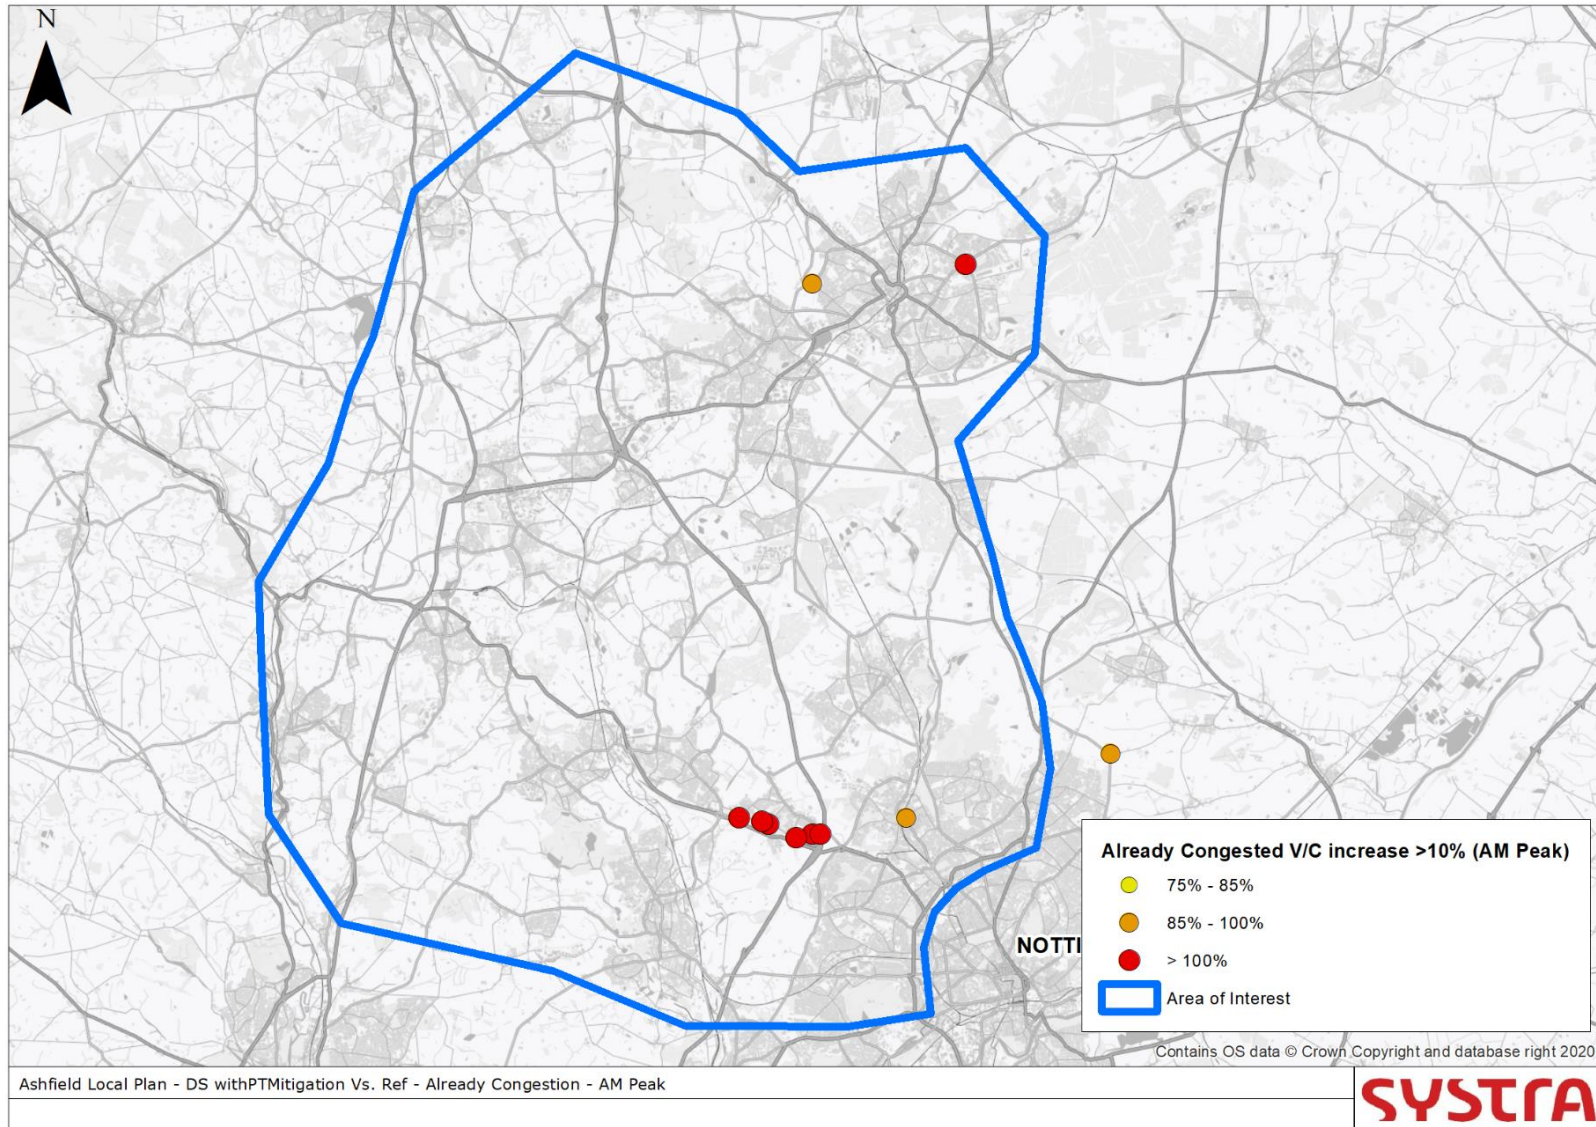 N
NOTTI
Already Congested V/C increase >10% (AM Peak)
75% - 85%
85% - 100%
> 100%
Area of Interest
Contains OS data © Crown Copyright and database right 2020
Ashfield Local Plan - DS withPTMitigation Vs. Ref - Already Congestion - AM Peak
SYSTRA